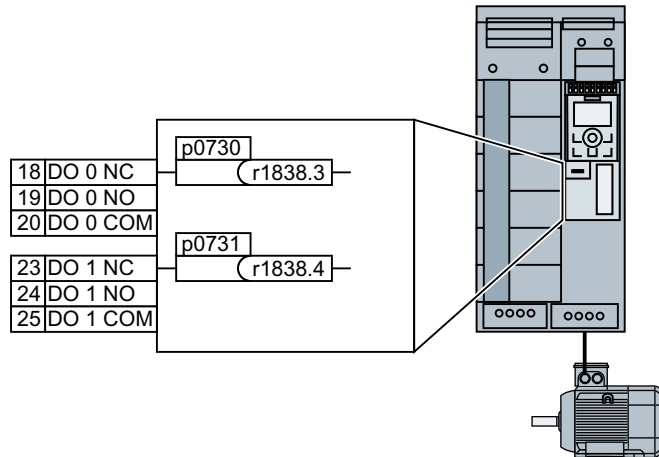 p0730
r1838.3
18 DO 0 NC
19 DO 0 NO
20 DO 0 COM
p0731
r1838.4
23 DO 1 NC
24 DO 1 NO
25 DO 1 COM